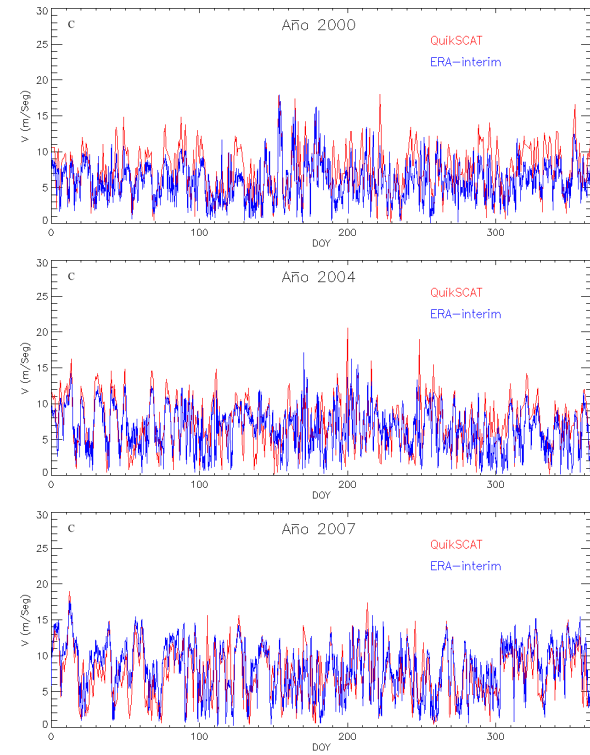 c
Año 2000
QuikSCAT
ERA-interim
30
25
20
15
10
5
0
V (m/Seg)
0 100 200 300
DOY
c
Año 2004
QuikSCAT
ERA-interim
30
25
20
15
10
5
0
V (m/Seg)
0 100 200 300
DOY
c
Año 2007
QuikSCAT
ERA-interim
30
25
20
15
10
5
0
V (m/Seg)
0 100 200 300
DOY